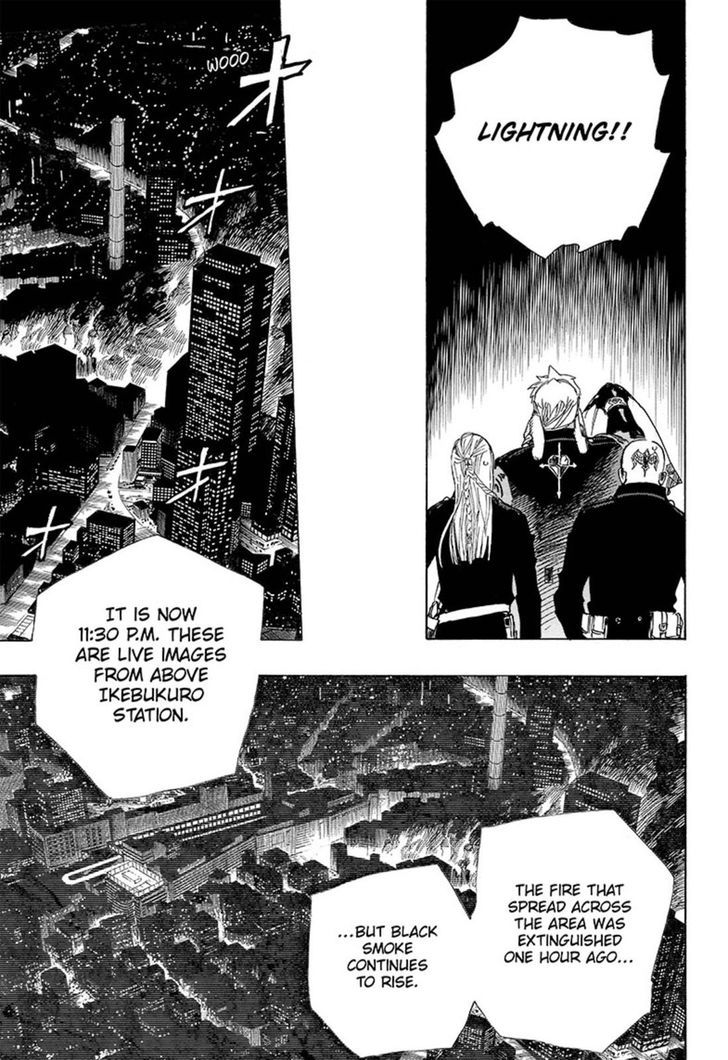 LIGHTNING!!
WOOO
IT IS NOW
11:30 P.M. THESE
ARE LIVE IMAGES
FROM ABOVE
IKEBUKURO
STATION.
THE FIRE THAT
SPREAD ACROSS
THE AREA WAS
EXTINGUISHED
ONE HOUR AGO...
...BUT BLACK
SMOKE
CONTINUES
TO RISE.